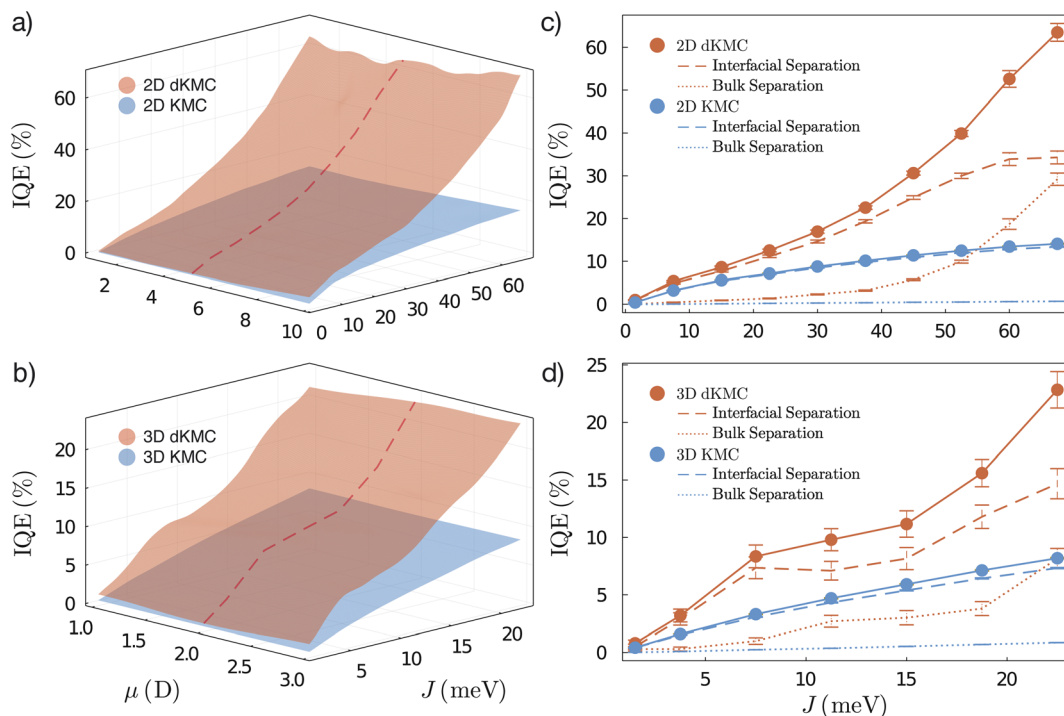 a)
2D dKMC
2D KMC
IQE (%)
60
40
20
0
2
4
6
8
10
0
10
20
30
40
50
60
c)
2D dKMC
Interfacial Separation
Bulk Separation
2D KMC
Interfacial Separation
Bulk Separation
IQE (%)
60
50
40
30
20
10
0
0
10
20
30
40
50
60
b)
3D dKMC
3D KMC
IQE (%)
20
15
10
5
0
1.0
1.5
2.0
2.5
3.0
5
10
15
20
μ (D)
J (meV)
d)
3D dKMC
Interfacial Separation
Bulk Separation
3D KMC
Interfacial Separation
Bulk Separation
IQE (%)
25
20
15
10
5
0
5
10
15
20
J (meV)